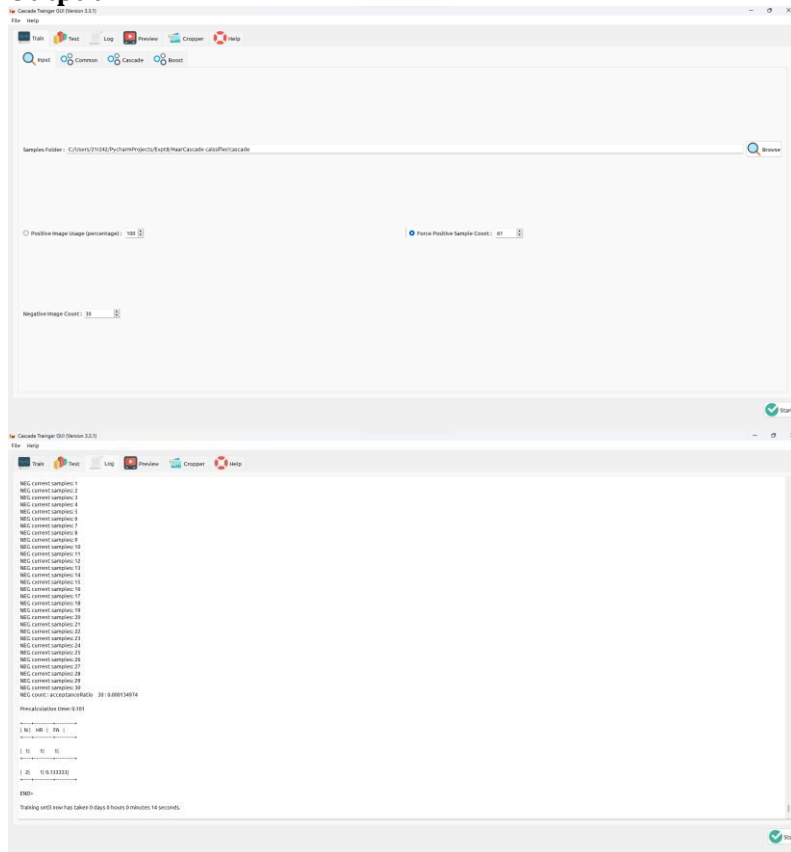 Cascade Trainger GUI (Version 3.3.1)
File Help
Train Test Log Preview Cropper Help
Input Common Cascade Boost
Samples Folder : C:/Users/21r242/PycharmProjects/Expt8/HaarCascade calssifier/cascade Browse
Positive Image Usage (percentage) : 100 Force Positive Sample Count : 61
Negative Image Count : 30
Start
Cascade Trainger GUI (Version 3.3.1)
File Help
Train Test Log Preview Cropper Help
NEG current samples: 1
NEG current samples: 2
NEG current samples: 3
NEG current samples: 4
NEG current samples: 5
NEG current samples: 6
NEG current samples: 7
NEG current samples: 8
NEG current samples: 9
NEG current samples: 10
NEG current samples: 11
NEG current samples: 12
NEG current samples: 13
NEG current samples: 14
NEG current samples: 15
NEG current samples: 16
NEG current samples: 17
NEG current samples: 18
NEG current samples: 19
NEG current samples: 20
NEG current samples: 21
NEG current samples: 22
NEG current samples: 23
NEG current samples: 24
NEG current samples: 25
NEG current samples: 26
NEG current samples: 27
NEG current samples: 28
NEG current samples: 29
NEG current samples: 30
NEG count : acceptanceRatio 30 : 0.000134974
Precalculation time: 0.101
+----+---------+---------+
| N | HR | FA |
+----+---------+---------+
| 1| 1| 1|
+----+---------+---------+
| 2| 1| 0.133333|
+----+---------+---------+
END>
Training until now has taken 0 days 0 hours 0 minutes 14 seconds.